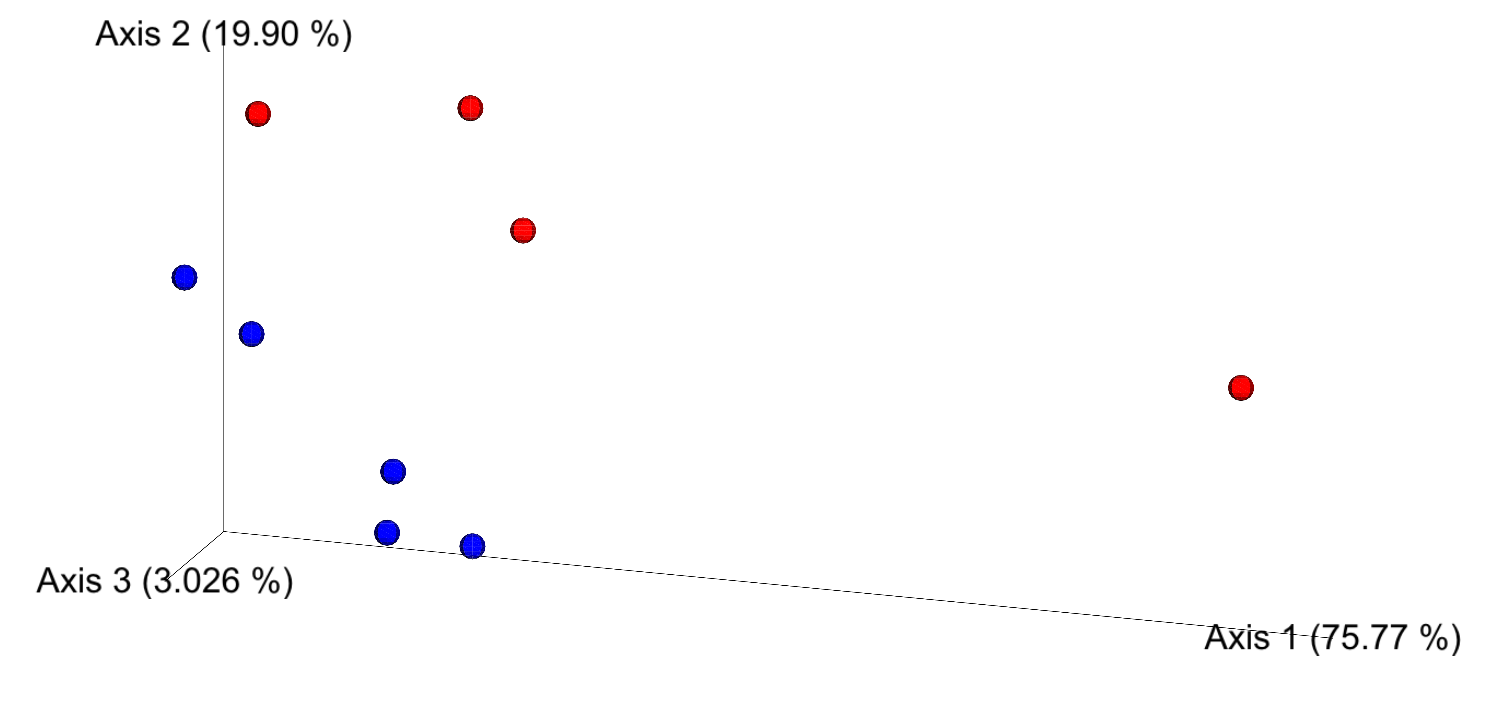 Axis 2 (19.90 %)
Axis 3 (3.026 %)
Axis 1 (75.77 %)